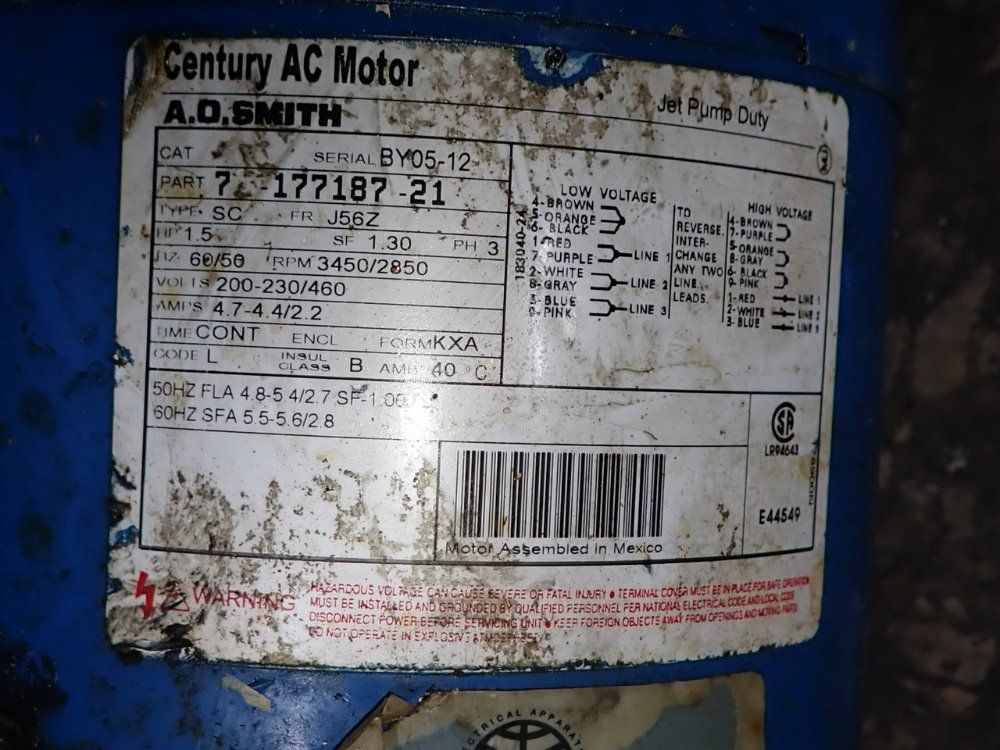 Century AC Motor
A.O.SMITH
Jet Pump Duty
CAT SERIAL BY05-12-
PART 7 -177187-21
TYPE SC FR J56Z
HP 1.5 SF 1.30 PH 3
HZ 60/50 RPM 3450/2850
VOLTS 200-230/460
AMPS 4.7-4.4/2.2
TIME CONT ENCL FORM KXA
CODE L INSUL CLASS B AMB 40 C
50HZ FLA 4.8-5.4/2.7 SF-1.00
60HZ SFA 5.5-5.6/2.8
LOW VOLTAGE
4-BROWN
5-ORANGE
6-BLACK
1-RED
7-PURPLE LINE 1
2-WHITE
8-GRAY LINE 2
3-BLUE
9-PINK LINE 3
TO
REVERSE,
INTER-
CHANGE
ANY TWO
LINE
LEADS.
HIGH VOLTAGE
4-BROWN
7-PURPLE
5-ORANGE
8-GRAY
6-BLACK
9-PINK
1-RED LINE 1
2-WHITE LINE 2
3-BLUE LINE 3
SA
LR94643
E44549
Motor Assembled in Mexico
WARNING
HAZARDOUS VOLTAGE CAN CAUSE SEVERE OR FATAL INJURY • TERMINAL COVER MUST BE IN PLACE FOR SAFE OPERATION
MUST BE INSTALLED AND GROUNDED BY QUALIFIED PERSONNEL PER NATIONAL ELECTRICAL CODE AND LOCAL CODE
DISCONNECT POWER BEFORE SERVICING UNIT • KEEP FOREIGN OBJECTS AWAY FROM OPENINGS AND MOVING PARTS
DO NOT OPERATE IN EXPLOSIVE ATMOSPHERE